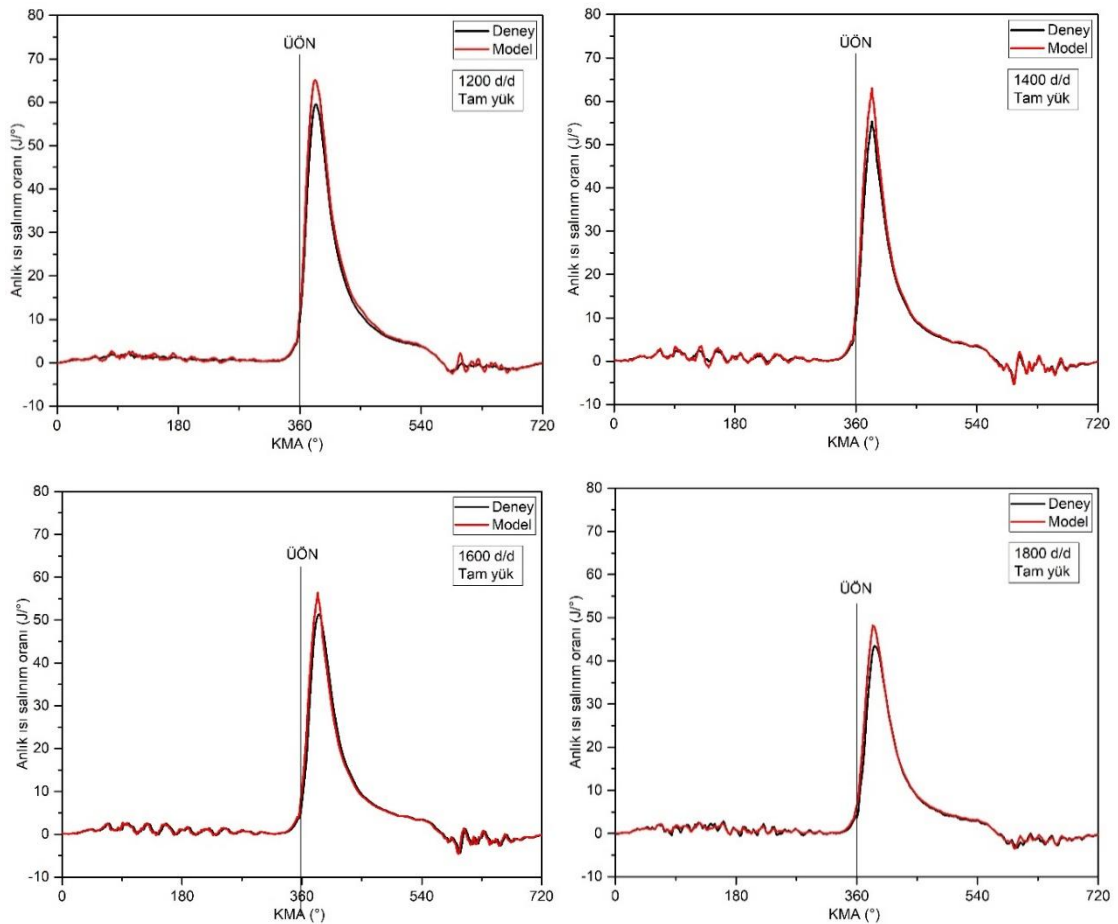 80
70
60
50
40
30
20
10
0
-10
Anlık ısı salınım oranı (J/°)
ÜÖN
Deney
Model
1200 d/d
Tam yük
0
180
360
540
720
KMA (°)
80
70
60
50
40
30
20
10
0
-10
Anlık ısı salınım oranı (J/°)
ÜÖN
Deney
Model
1400 d/d
Tam yük
0
180
360
540
720
KMA (°)
80
70
60
50
40
30
20
10
0
-10
Anlık ısı salınım oranı (J/°)
ÜÖN
Deney
Model
1600 d/d
Tam yük
0
180
360
540
720
KMA (°)
80
70
60
50
40
30
20
10
0
-10
Anlık ısı salınım oranı (J/°)
ÜÖN
Deney
Model
1800 d/d
Tam yük
0
180
360
540
720
KMA (°)